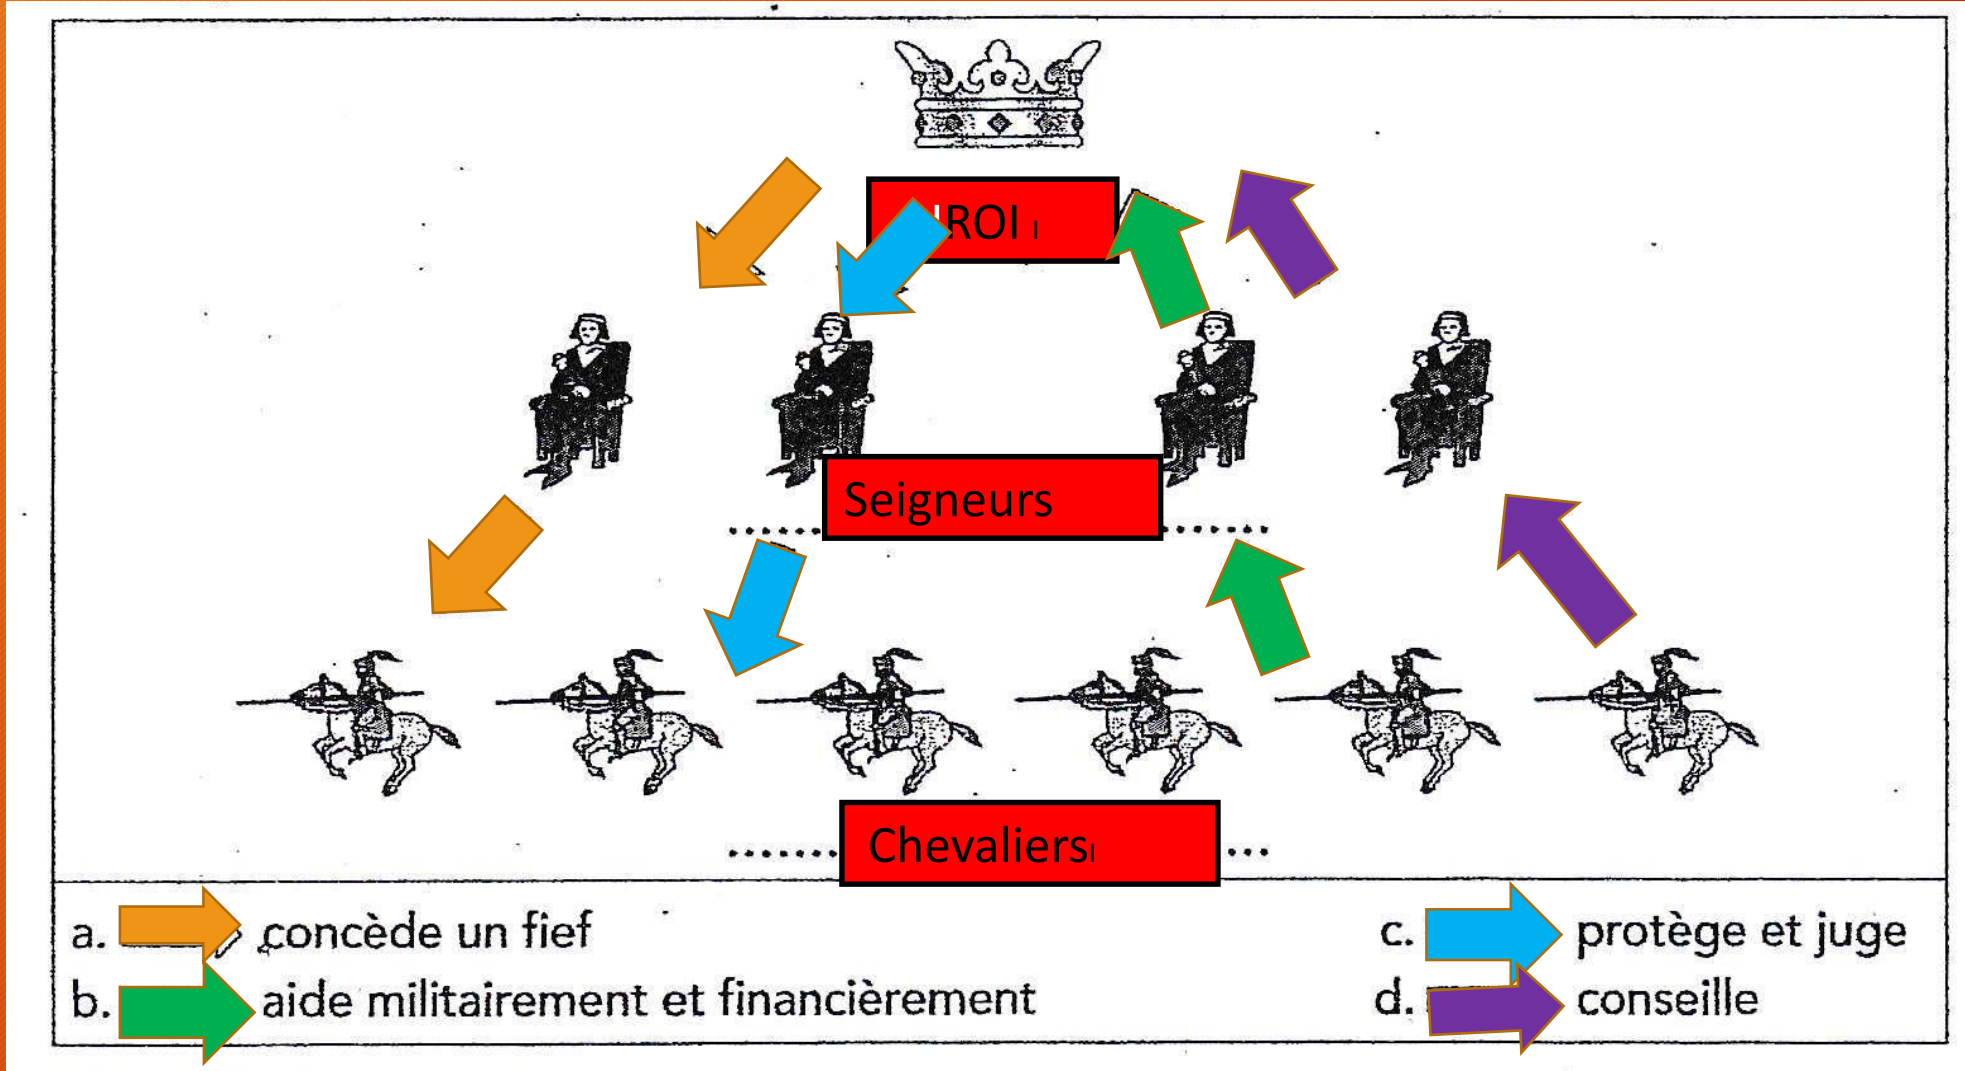 ROI
Seigneurs
Chevaliers
a. concède un fief
b. aide militairement et financièrement
c. protège et juge
d. conseille